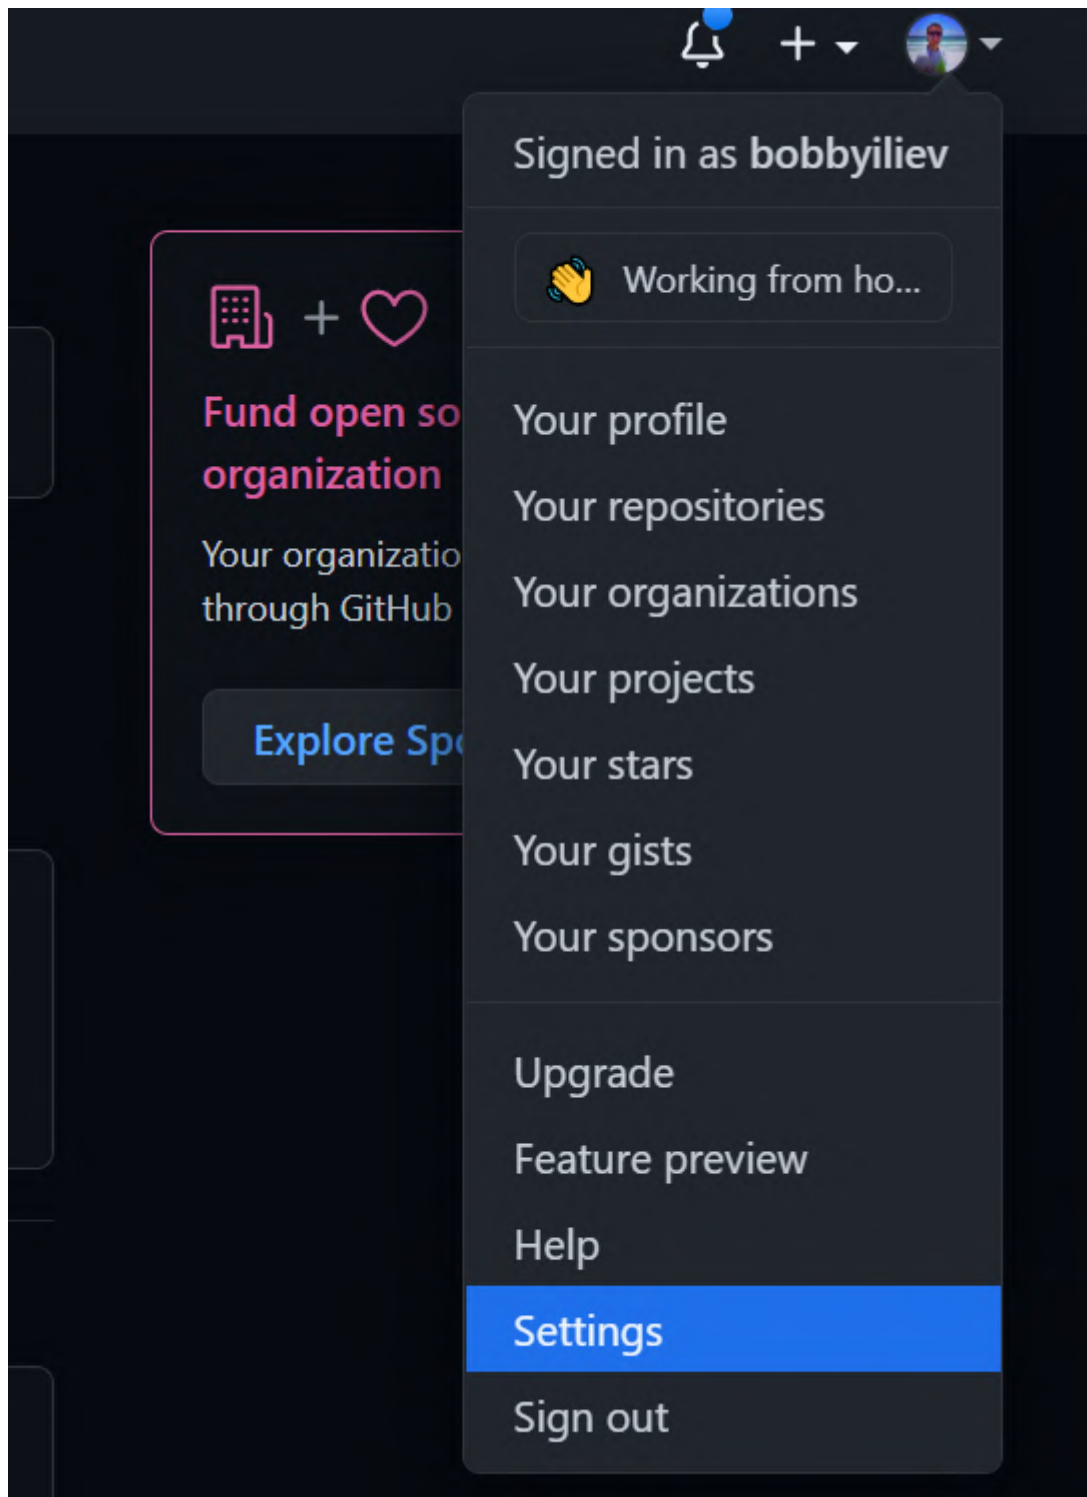 Signed in as bobbyiliev
Working from ho...
Your profile
Your repositories
Your organizations
Your projects
Your stars
Your gists
Your sponsors
Upgrade
Feature preview
Help
Settings
Sign out
Fund open so
organization
Your organizatio
through GitHub
Explore Spo